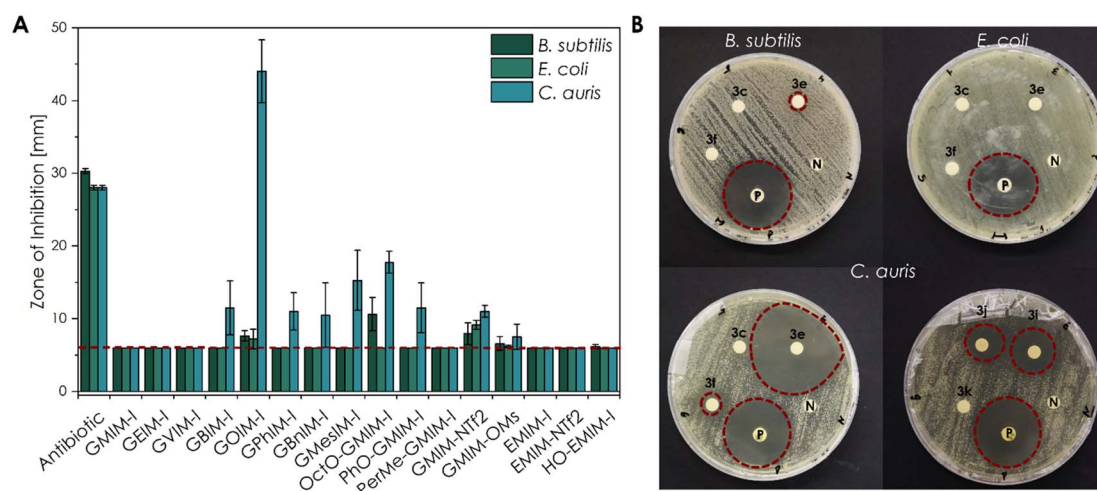 A
50
40
30
20
10
0
Zone of Inhibition [mm]
B. subtilis
E. coli
C. auris
Antibiotic
GMIM-I
GEIM-I
GVIM-I
GBIM-I
GOIM-I
GPhIM-I
GBnIM-I
GMesIM-I
OctO-GMIM-I
PhO-GMIM-I
PerMe-GMIM-I
GMIM-NTf2
GMIM-OMs
EMIM-I
EMIM-NTf2
HO-EMIM-I
B
B. subtilis
3c
3e
3f
N
P
E. coli
3c
3e
3f
N
P
C. auris
3c
3e
3f
N
P
3j
3i
3k
N
P